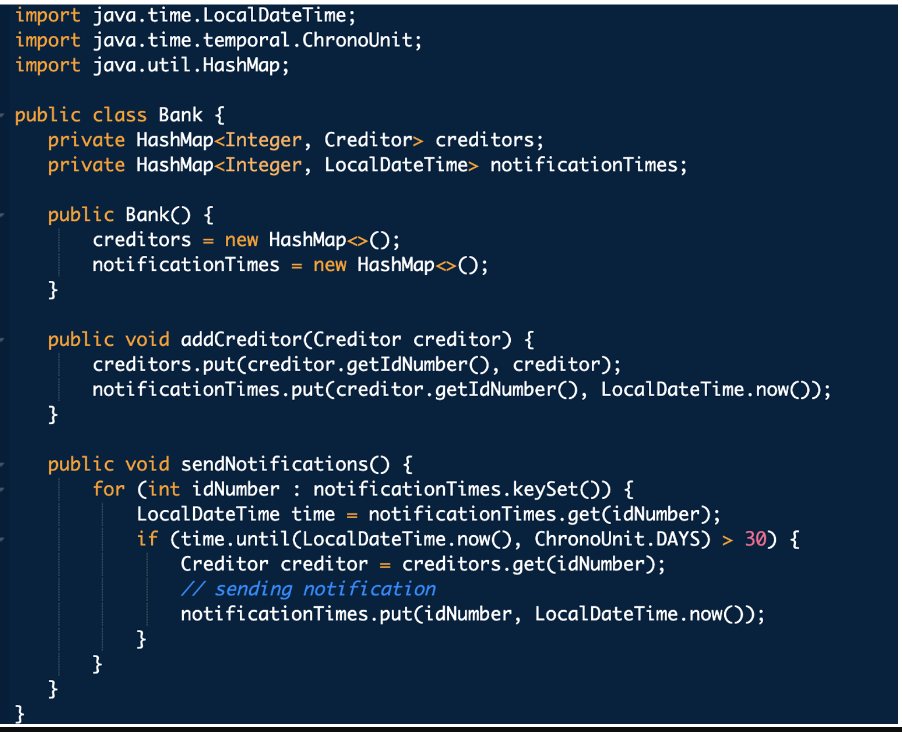 import java.time.LocalDateTime;
import java.time.temporal.ChronoUnit;
import java.util.HashMap;

public class Bank {
    private HashMap<Integer, Creditor> creditors;
    private HashMap<Integer, LocalDateTime> notificationTimes;

    public Bank() {
        creditors = new HashMap<>();
        notificationTimes = new HashMap<>();
    }

    public void addCreditor(Creditor creditor) {
        creditors.put(creditor.getIdNumber(), creditor);
        notificationTimes.put(creditor.getIdNumber(), LocalDateTime.now());
    }

    public void sendNotifications() {
        for (int idNumber : notificationTimes.keySet()) {
            LocalDateTime time = notificationTimes.get(idNumber);
            if (time.until(LocalDateTime.now(), ChronoUnit.DAYS) > 30) {
                Creditor creditor = creditors.get(idNumber);
                // sending notification
                notificationTimes.put(idNumber, LocalDateTime.now());
            }
        }
    }
}